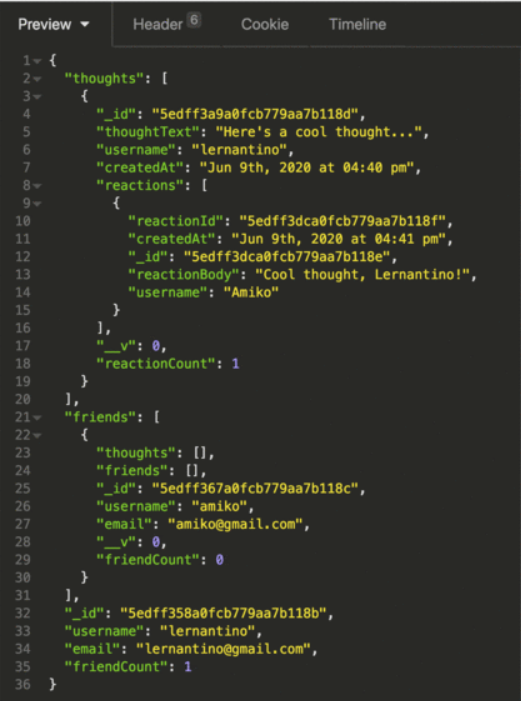 Preview Header 6 Cookie Timeline
1 {
2 "thoughts": [
3 {
4 "_id": "5edff3a9a0fcb779aa7b118d",
5 "thoughtText": "Here's a cool thought...",
6 "username": "lernantino",
7 "createdAt": "Jun 9th, 2020 at 04:40 pm",
8 "reactions": [
9 {
10 "reactionId": "5edff3dca0fcb779aa7b118f",
11 "createdAt": "Jun 9th, 2020 at 04:41 pm",
12 "_id": "5edff3dca0fcb779aa7b118e",
13 "reactionBody": "Cool thought, Lernantino!",
14 "username": "Amiko"
15 }
16 ],
17 "__v": 0,
18 "reactionCount": 1
19 }
20 ],
21 "friends": [
22 {
23 "thoughts": [],
24 "friends": [],
25 "_id": "5edff367a0fcb779aa7b118c",
26 "username": "amiko",
27 "email": "amiko@gmail.com",
28 "__v": 0,
29 "friendCount": 0
30 }
31 ],
32 "_id": "5edff358a0fcb779aa7b118b",
33 "username": "lernantino",
34 "email": "lernantino@gmail.com",
35 "friendCount": 1
36 }